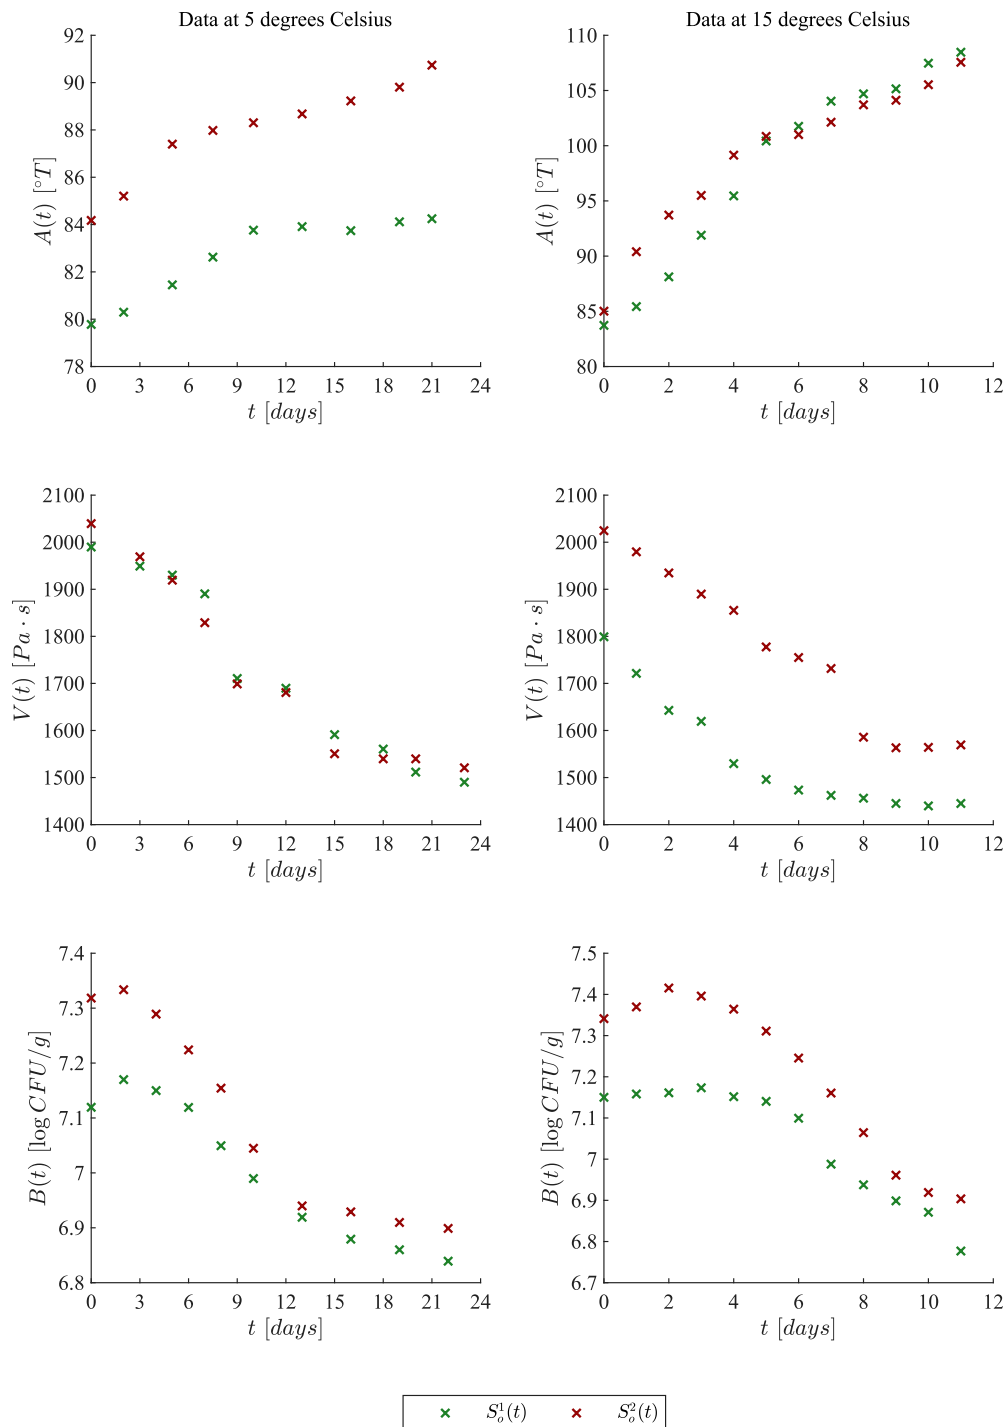 Data at 5 degrees Celsius
92
90
88
86
84
82
80
78
A(t) [°T]
0 3 6 9 12 15 18 21 24
t [days]
Data at 15 degrees Celsius
110
105
100
95
90
85
80
A(t) [°T]
0 2 4 6 8 10 12
t [days]
2100
2000
1900
1800
1700
1600
1500
1400
V(t) [Pa · s]
0 3 6 9 12 15 18 21 24
t [days]
2100
2000
1900
1800
1700
1600
1500
1400
V(t) [Pa · s]
0 2 4 6 8 10 12
t [days]
7.4
7.3
7.2
7.1
7
6.9
6.8
B(t) [log CFU/g]
0 3 6 9 12 15 18 21 24
t [days]
7.5
7.4
7.3
7.2
7.1
7
6.9
6.8
6.7
B(t) [log CFU/g]
0 2 4 6 8 10 12
t [days]
S_o^1(t) S_o^2(t)